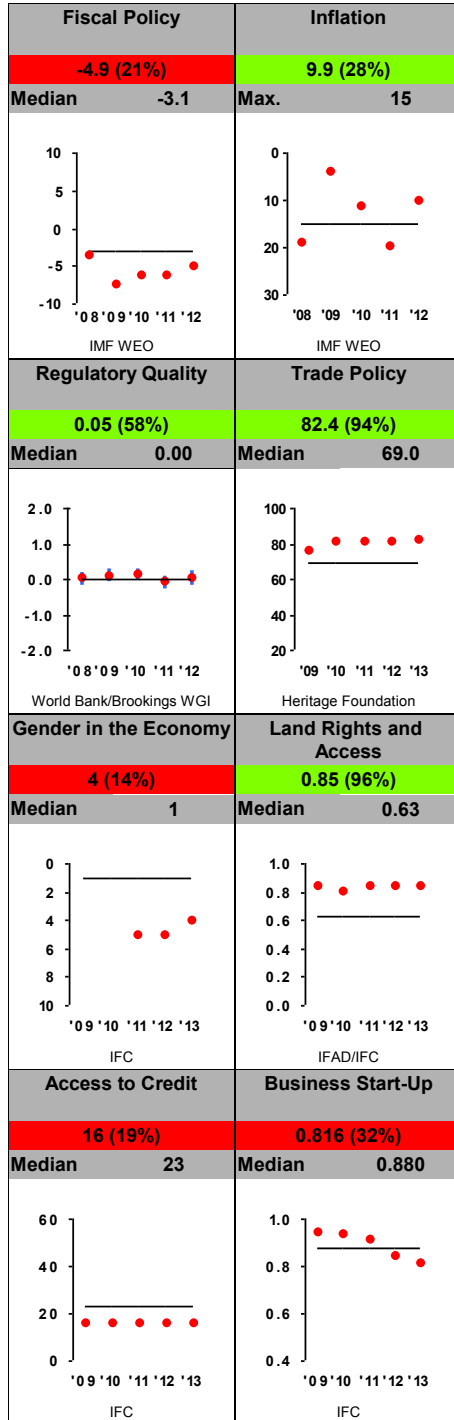 Fiscal Policy
-4.9 (21%)
Median -3.1
10
5
0
-5
-10
'08 '09 '10 '11 '12
IMF WEO
Inflation
9.9 (28%)
Max. 15
0
10
20
30
'08 '09 '10 '11 '12
IMF WEO
Regulatory Quality
0.05 (58%)
Median 0.00
2.0
1.0
0.0
-1.0
-2.0
'08 '09 '10 '11 '12
World Bank/Brookings WGI
Trade Policy
82.4 (94%)
Median 69.0
100
80
60
40
20
'09 '10 '11 '12 '13
Heritage Foundation
Gender in the Economy
4 (14%)
Median 1
0
2
4
6
8
10
'09 '10 '11 '12 '13
IFC
Land Rights and
Access
0.85 (96%)
Median 0.63
1.0
0.8
0.6
0.4
0.2
0.0
'09 '10 '11 '12 '13
IFAD/IFC
Access to Credit
16 (19%)
Median 23
60
40
20
0
'09 '10 '11 '12 '13
IFC
Business Start-Up
0.816 (32%)
Median 0.880
1.0
0.8
0.6
0.4
'09 '10 '11 '12 '13
IFC